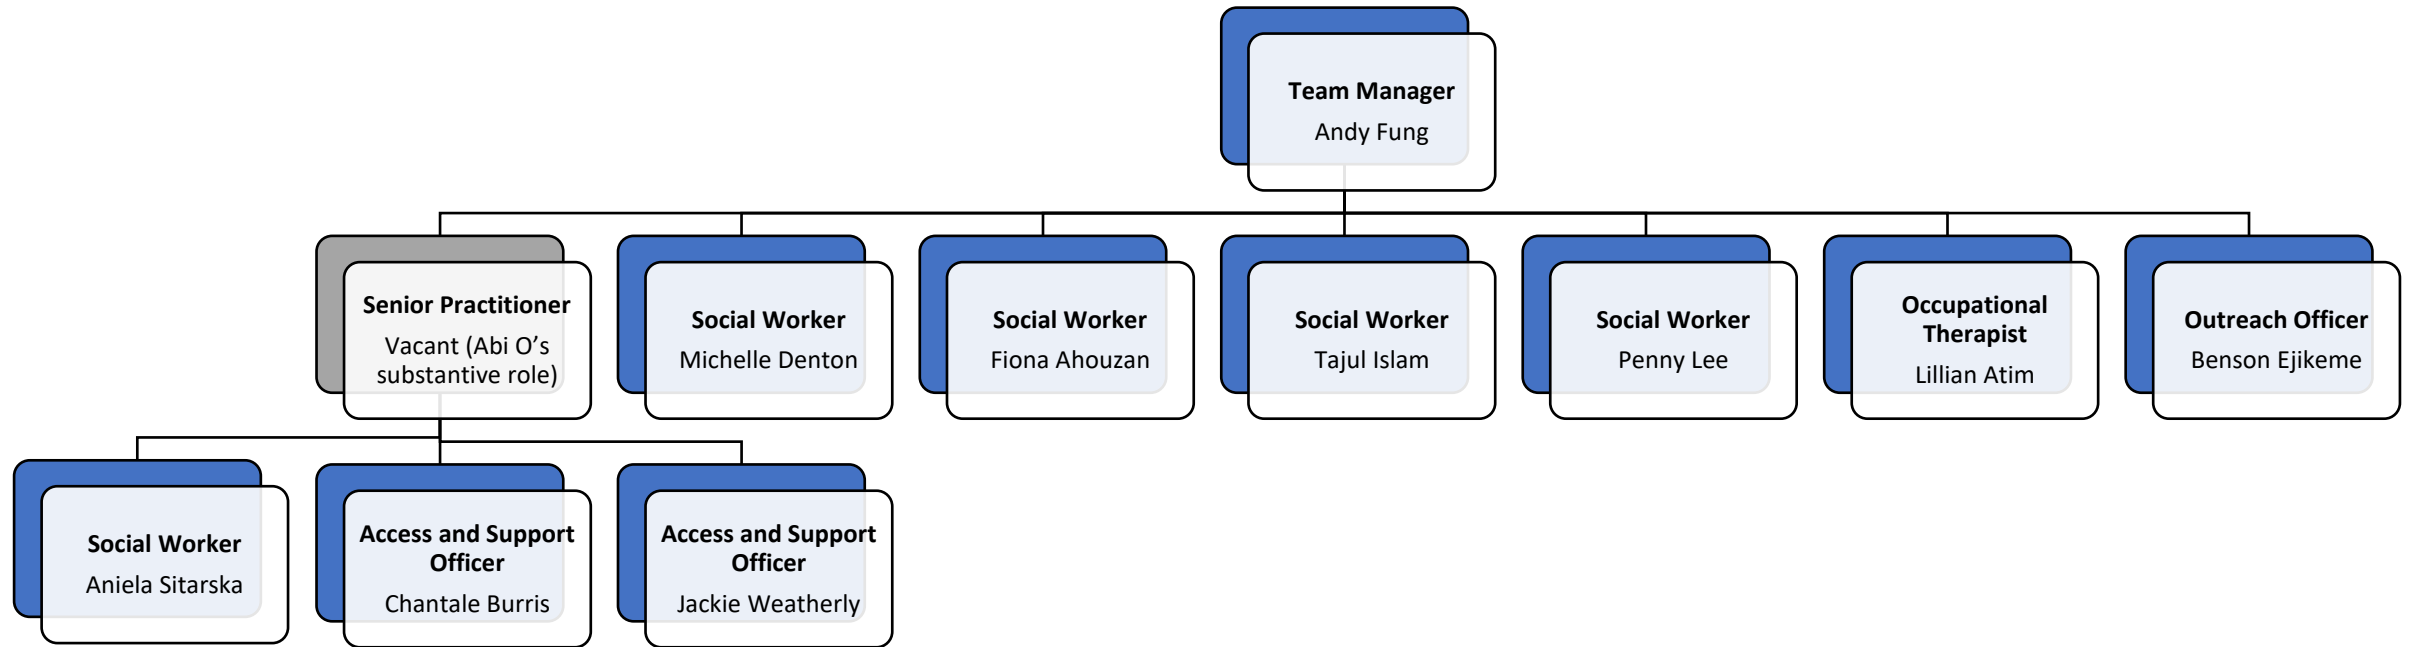 Team Manager
Andy Fung
Senior Practitioner
Vacant (Abi O’s
substantive role)
Social Worker
Michelle Denton
Social Worker
Fiona Ahouzan
Social Worker
Tajul Islam
Social Worker
Penny Lee
Occupational
Therapist
Lillian Atim
Outreach Officer
Benson Ejikeme
Social Worker
Aniela Sitarska
Access and Support
Officer
Chantale Burris
Access and Support
Officer
Jackie Weatherly